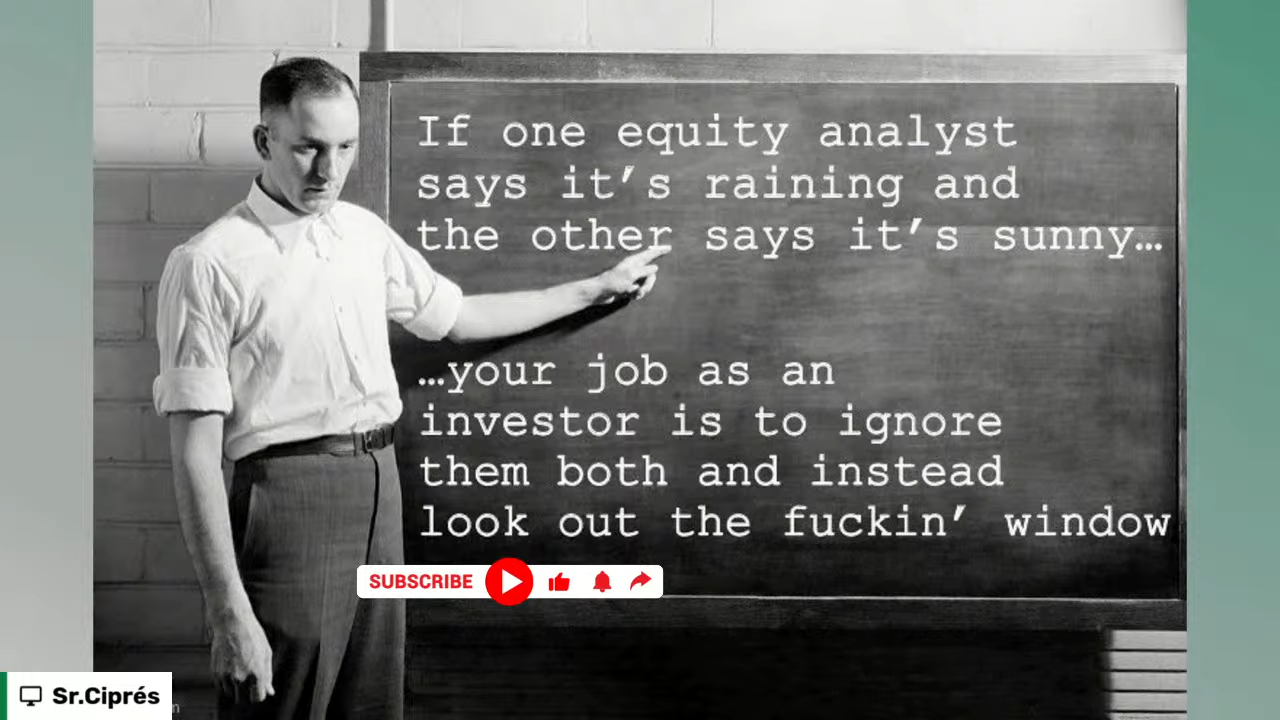 If one equity analyst
says it’s raining and
the other says it’s sunny…
…your job as an
investor is to ignore
them both and instead
look out the fuckin’ window
SUBSCRIBE
Sr.Ciprés